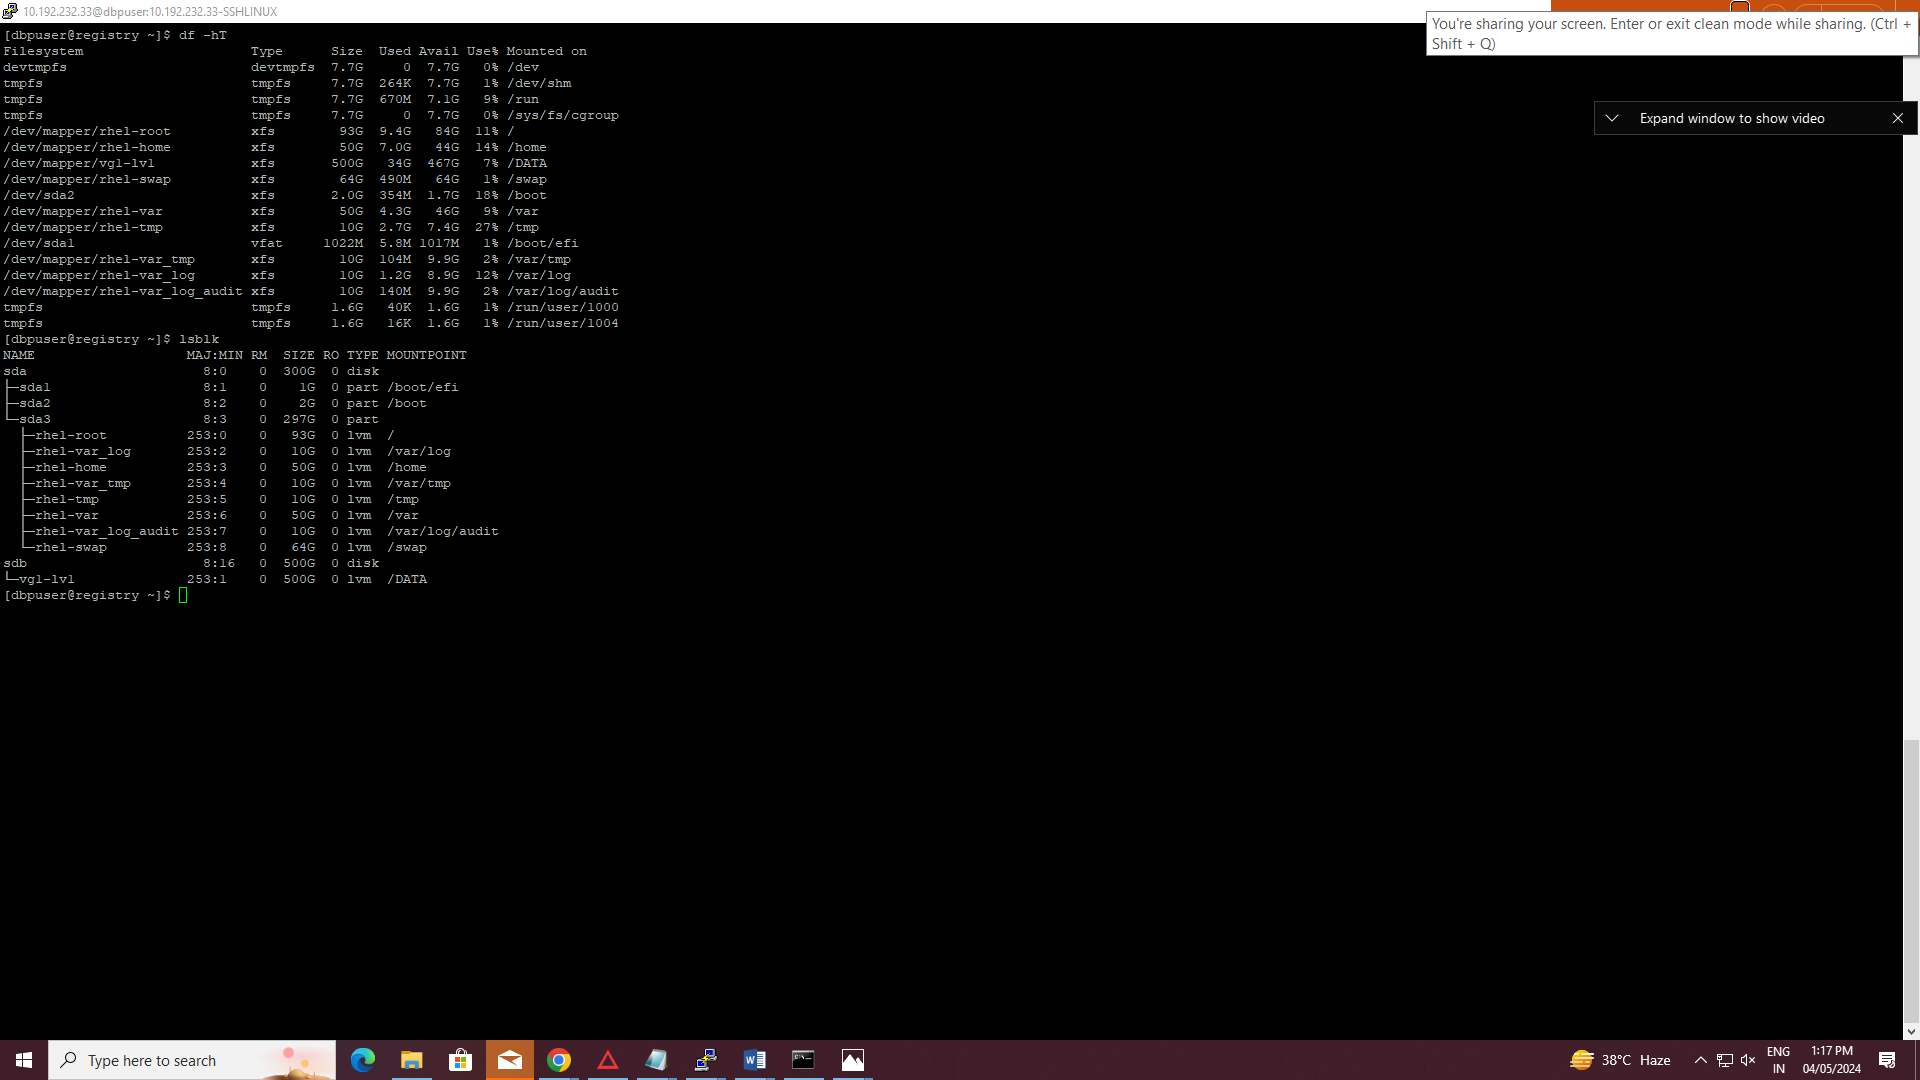 10.192.232.33@dbpuser:10.192.232.33-SSHLINUX
You're sharing your screen. Enter or exit clean mode while sharing. (Ctrl +
Shift + Q)
Expand window to show video
[dbpuser@registry ~]$ df -hT
Filesystem                     Type      Size  Used Avail Use% Mounted on
devtmpfs                       devtmpfs  7.7G     0  7.7G   0% /dev
tmpfs                          tmpfs     7.7G  264K  7.7G   1% /dev/shm
tmpfs                          tmpfs     7.7G  670M  7.1G   9% /run
tmpfs                          tmpfs     7.7G     0  7.7G   0% /sys/fs/cgroup
/dev/mapper/rhel-root          xfs        93G  9.4G   84G  11% /
/dev/mapper/rhel-home          xfs        50G  7.0G   44G  14% /home
/dev/mapper/vg1-lv1            xfs       500G   34G  467G   7% /DATA
/dev/mapper/rhel-swap          xfs        64G  490M   64G   1% /swap
/dev/sda2                      xfs       2.0G  354M  1.7G  18% /boot
/dev/mapper/rhel-var           xfs        50G  4.3G   46G   9% /var
/dev/mapper/rhel-tmp           xfs        10G  2.7G  7.4G  27% /tmp
/dev/sda1                      vfat     1022M  5.8M 1017M   1% /boot/efi
/dev/mapper/rhel-var_tmp       xfs        10G  104M  9.9G   2% /var/tmp
/dev/mapper/rhel-var_log       xfs        10G  1.2G  8.9G  12% /var/log
/dev/mapper/rhel-var_log_audit xfs        10G  140M  9.9G   2% /var/log/audit
tmpfs                          tmpfs     1.6G   40K  1.6G   1% /run/user/1000
tmpfs                          tmpfs     1.6G   16K  1.6G   1% /run/user/1004
[dbpuser@registry ~]$ lsblk
NAME                   MAJ:MIN RM  SIZE RO TYPE MOUNTPOINT
sda                      8:0    0  300G  0 disk
├─sda1                   8:1    0    1G  0 part /boot/efi
├─sda2                   8:2    0    2G  0 part /boot
└─sda3                   8:3    0  297G  0 part
  ├─rhel-root          253:0    0   93G  0 lvm  /
  ├─rhel-var_log       253:2    0   10G  0 lvm  /var/log
  ├─rhel-home          253:3    0   50G  0 lvm  /home
  ├─rhel-var_tmp       253:4    0   10G  0 lvm  /var/tmp
  ├─rhel-tmp           253:5    0   10G  0 lvm  /tmp
  ├─rhel-var           253:6    0   50G  0 lvm  /var
  ├─rhel-var_log_audit 253:7    0   10G  0 lvm  /var/log/audit
  └─rhel-swap          253:8    0   64G  0 lvm  /swap
sdb                      8:16   0  500G  0 disk
└─vg1-lv1              253:1    0  500G  0 lvm  /DATA
[dbpuser@registry ~]$
Type here to search
38°C Haze
ENG
IN
1:17 PM
04/05/2024